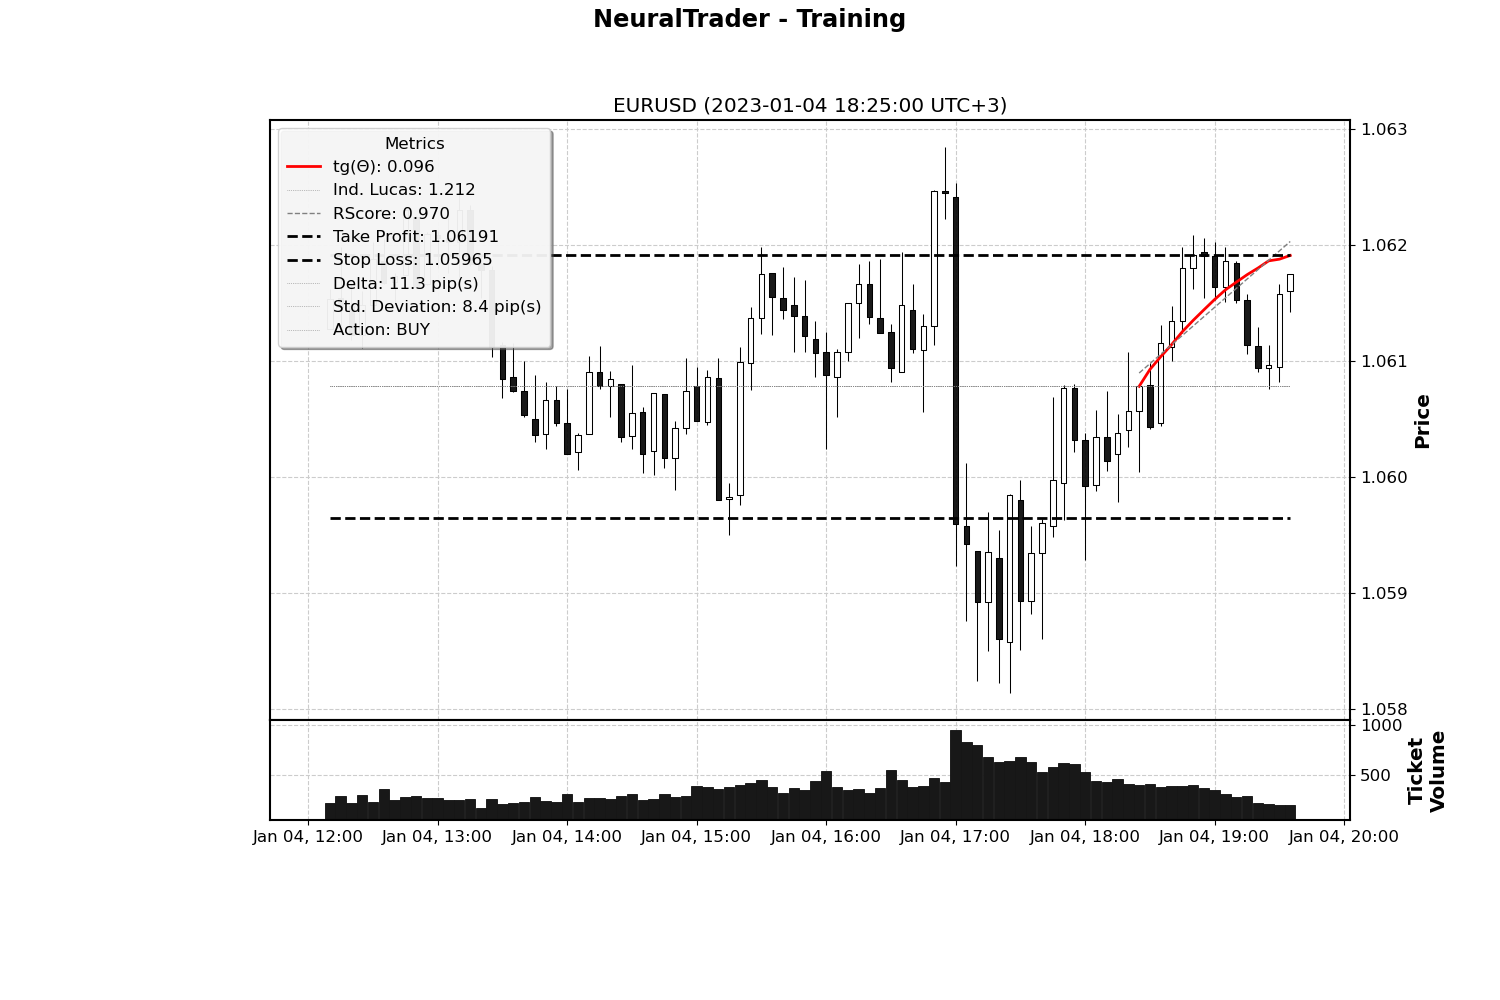 NeuralTrader - Training
EURUSD (2023-01-04 18:25:00 UTC+3)
Metrics
tg(Θ): 0.096
Ind. Lucas: 1.212
RScore: 0.970
Take Profit: 1.06191
Stop Loss: 1.05965
Delta: 11.3 pip(s)
Std. Deviation: 8.4 pip(s)
Action: BUY
1.063
1.062
1.061
1.060
1.059
1.058
Price
1000
500
Ticket
Volume
Jan 04, 12:00 Jan 04, 13:00 Jan 04, 14:00 Jan 04, 15:00 Jan 04, 16:00 Jan 04, 17:00 Jan 04, 18:00 Jan 04, 19:00 Jan 04, 20:00